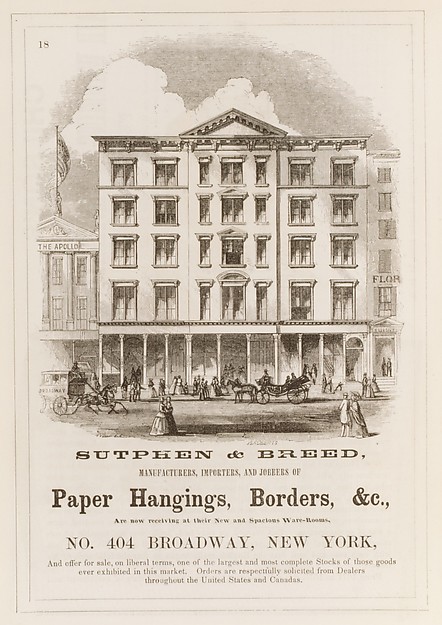 18
THE APOLLO
FLOR
BROADWAY
SUTPHEN & BREED,
MANUFACTURERS, IMPORTERS, AND JOBBERS OF
Paper Hangings, Borders, &c.,
Are now receiving at their New and Spacious Ware-Rooms,
NO. 404 BROADWAY, NEW YORK,
And offer for sale, on liberal terms, one of the largest and most complete Stocks of those goods
ever exhibited in this market. Orders are respectfully solicited from Dealers
throughout the United States and Canadas.